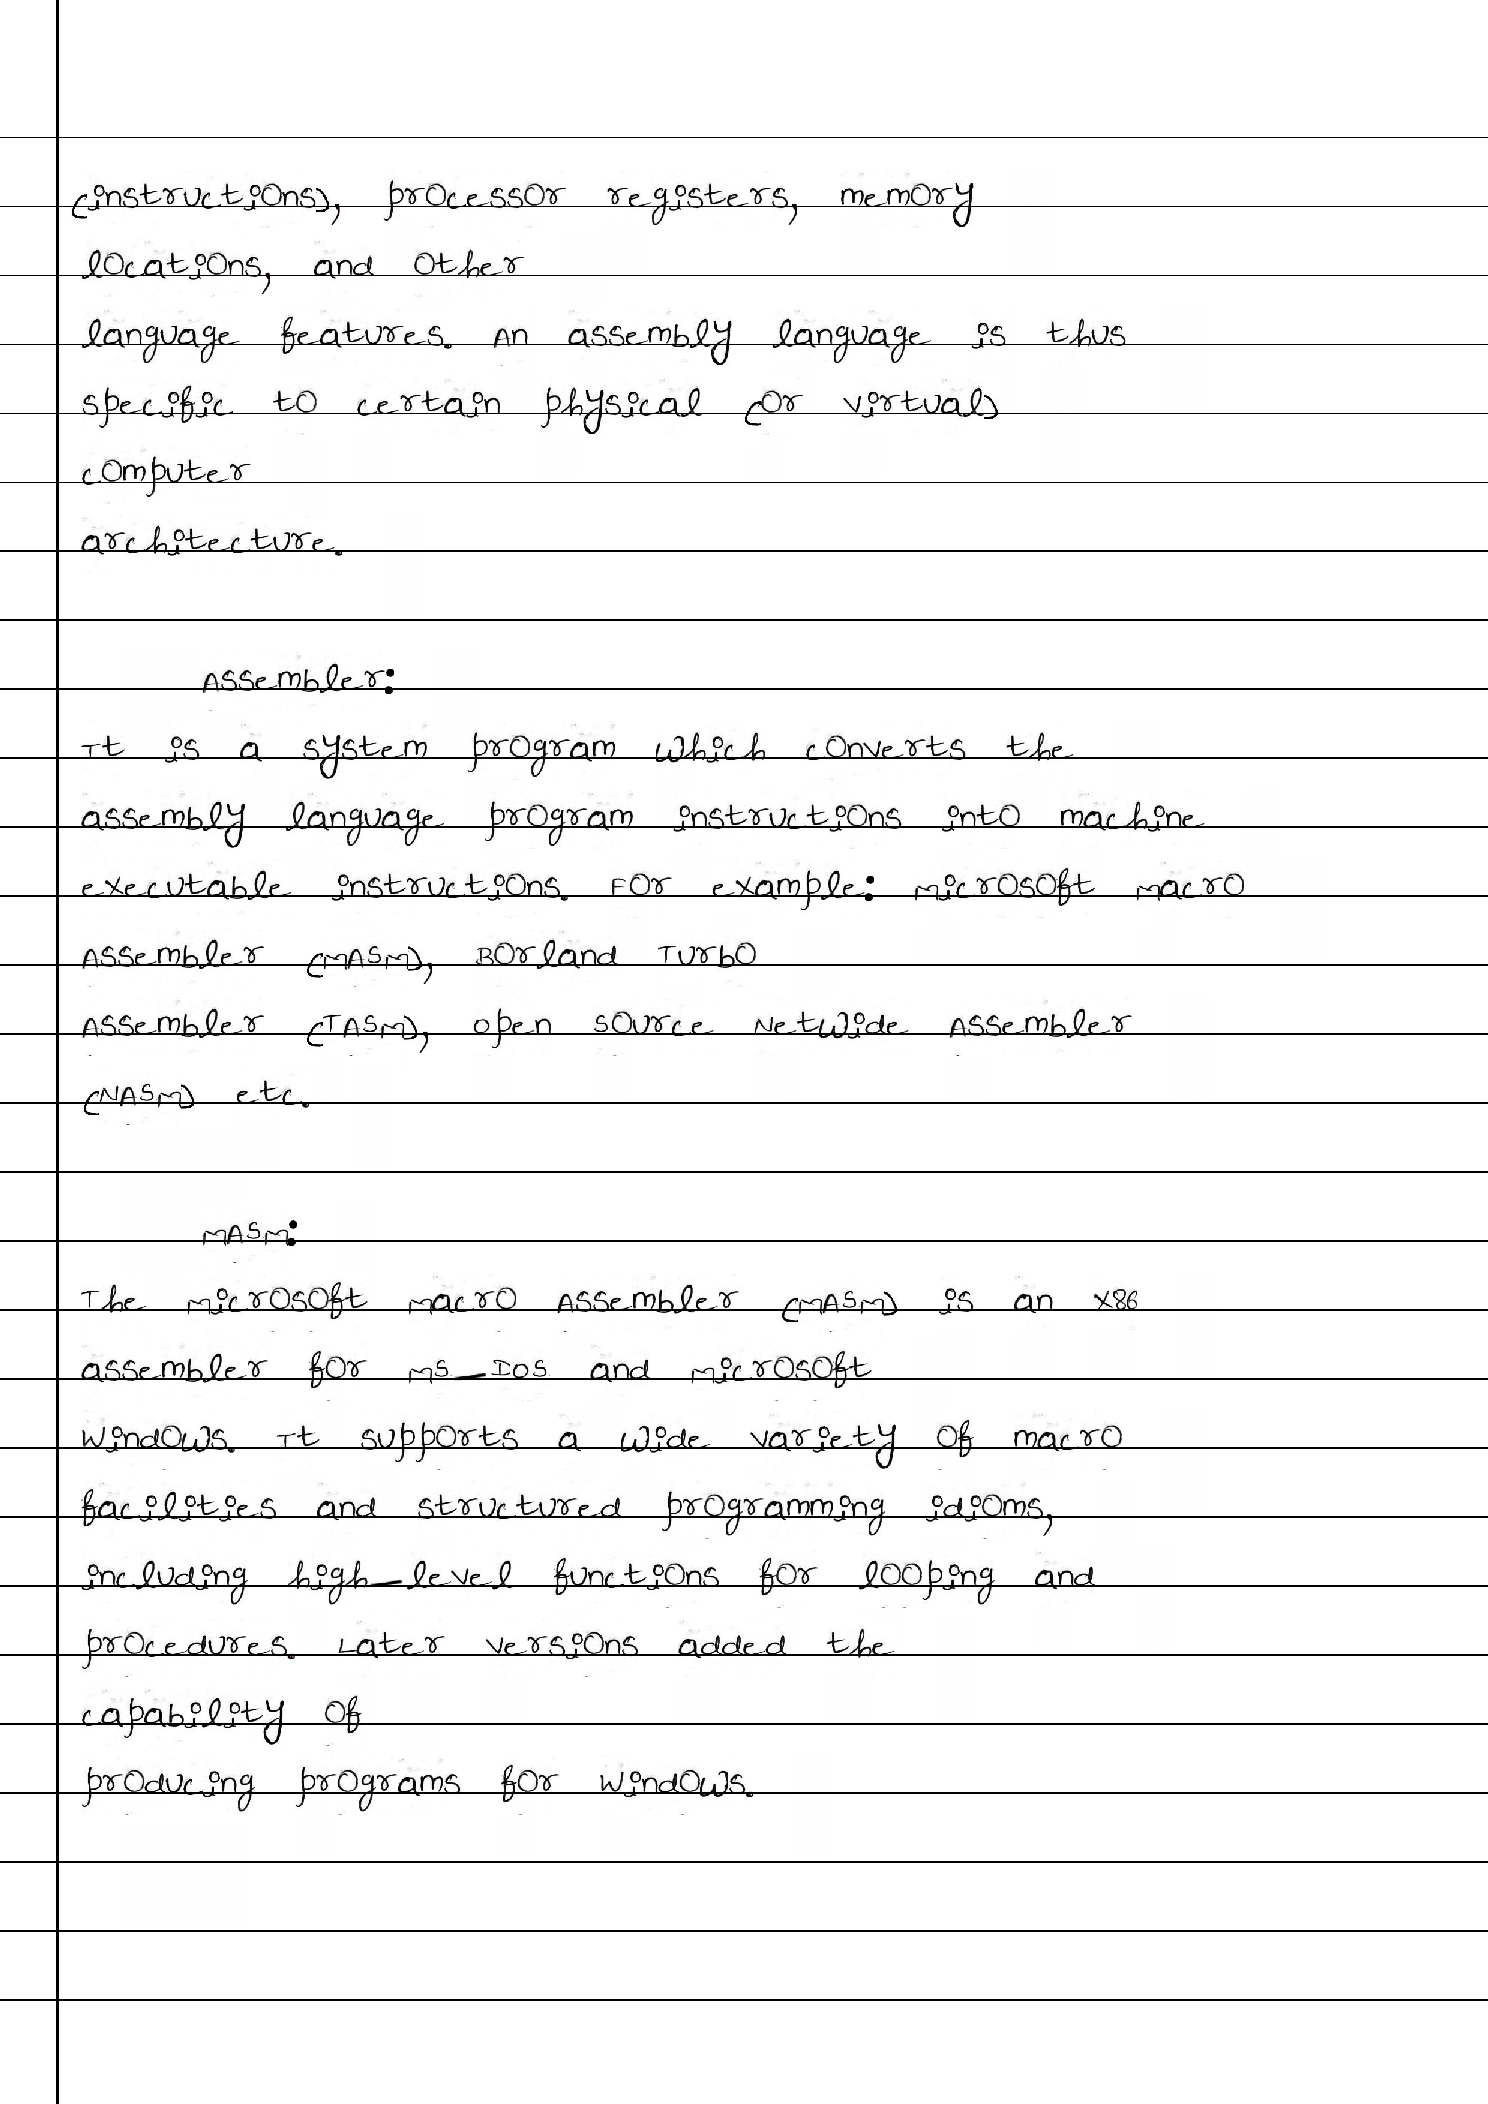 (instructions), processor registers, memory
locations, and other
language features. An assembly language is thus
specific to certain physical (or virtual)
computer
architecture.
Assembler:
It is a system program which converts the
assembly language program instructions into machine
executable instructions. For example: Microsoft Macro
Assembler (MASM), Borland Turbo
Assembler (TASM), open source Netwide Assembler
(NASM) etc.
MASM:
The Microsoft Macro Assembler (MASM) is an x86
assembler for MS-DOS and Microsoft
Windows. It supports a wide variety of macro
facilities and structured programming idioms,
including high-level functions for looping and
procedures. Later versions added the
capability of
producing programs for Windows.